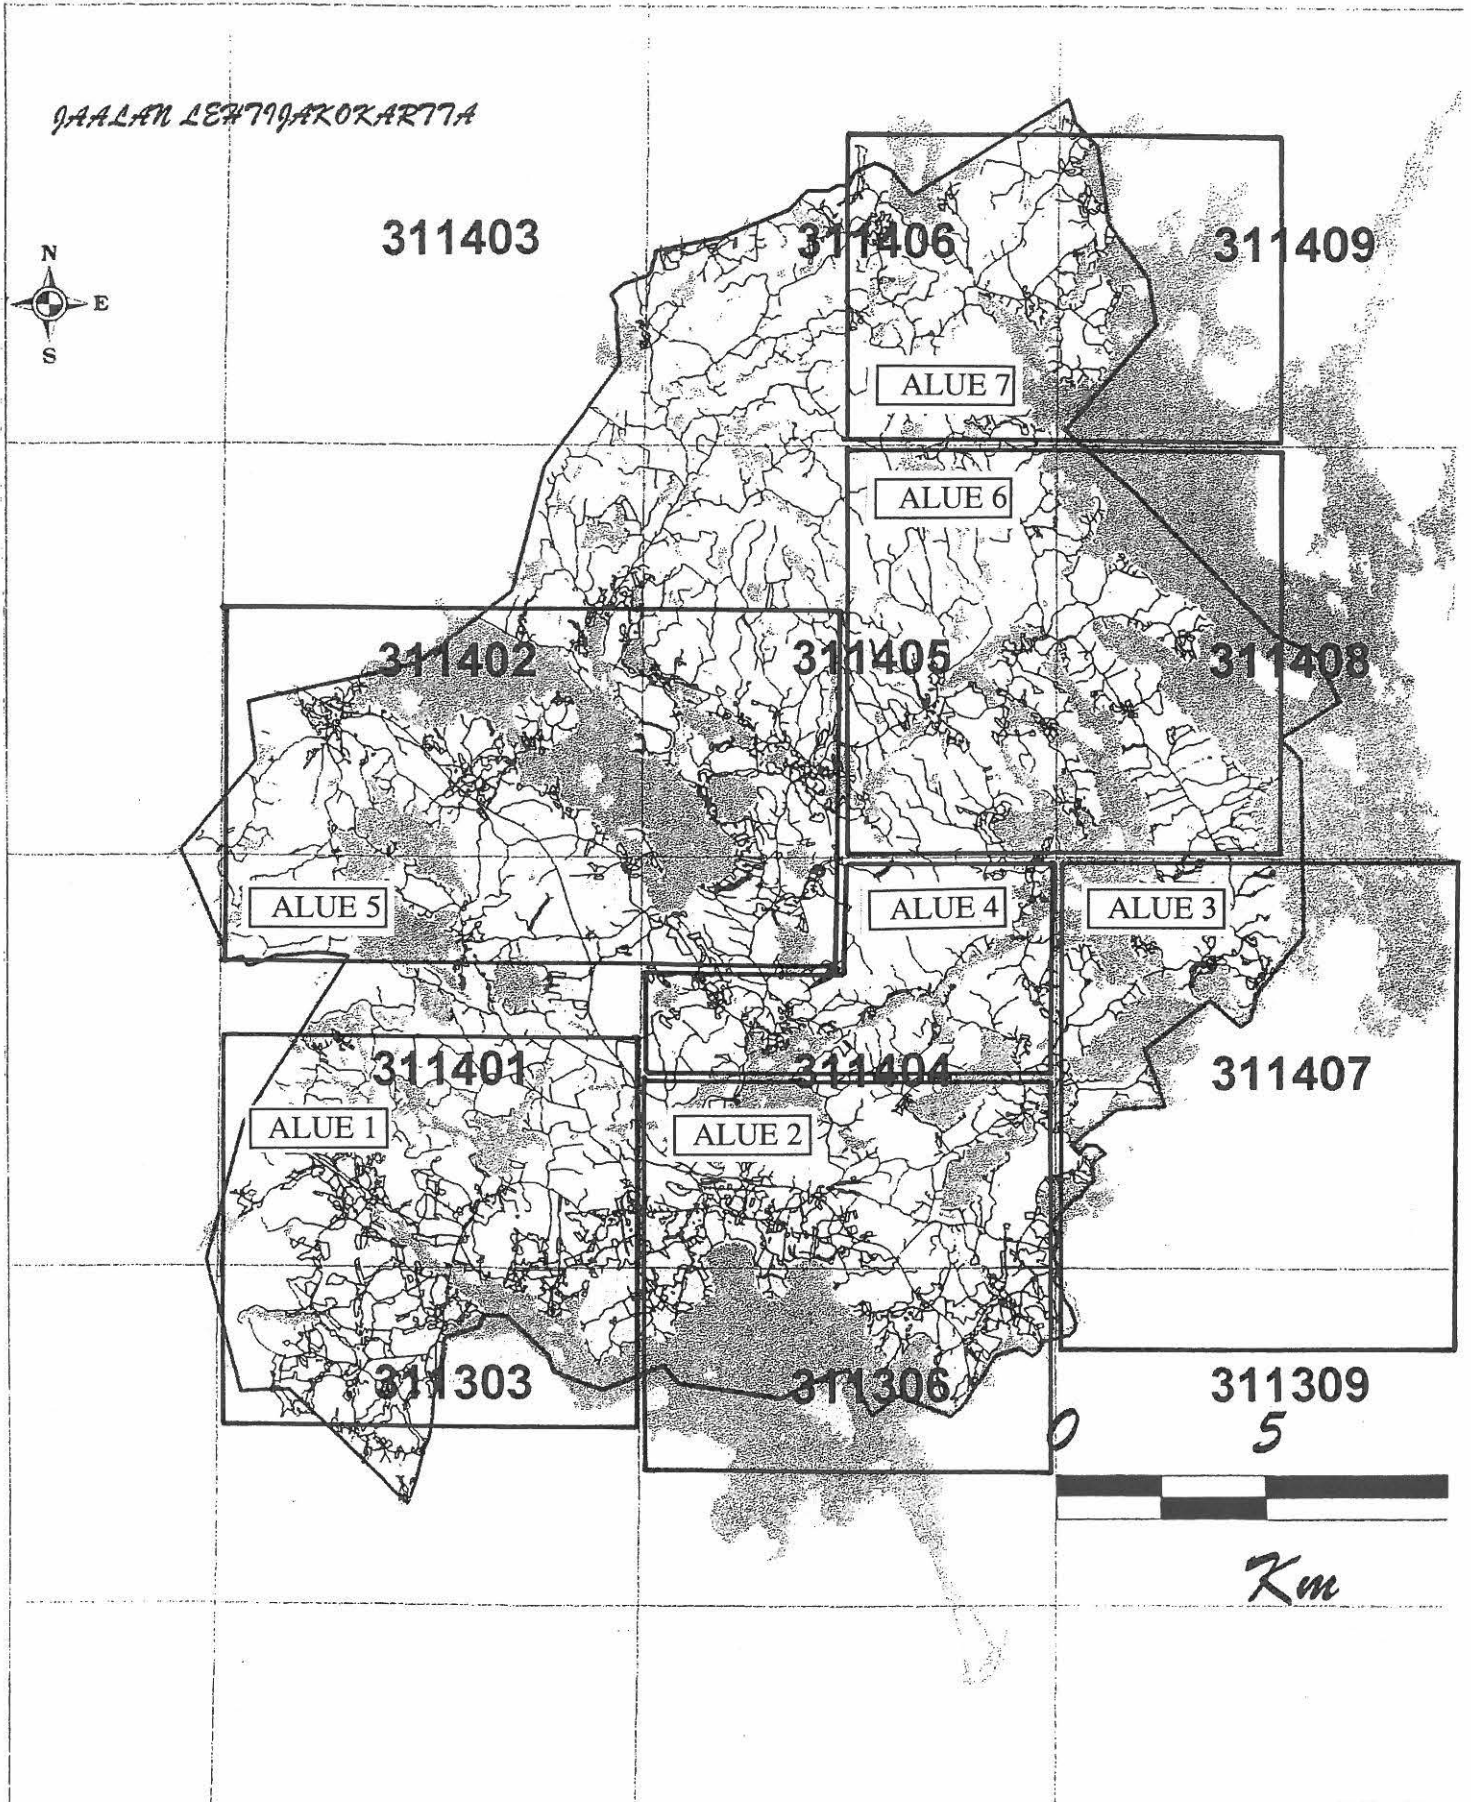 JAALAN LEHTIJAKOKARTTA
311403
311406
311409
N
E
S
ALUE 7
ALUE 6
311402
311405
311408
ALUE 5
ALUE 4
ALUE 3
311401
311404
311407
ALUE 1
ALUE 2
311303
311306
311309
0 5
Km